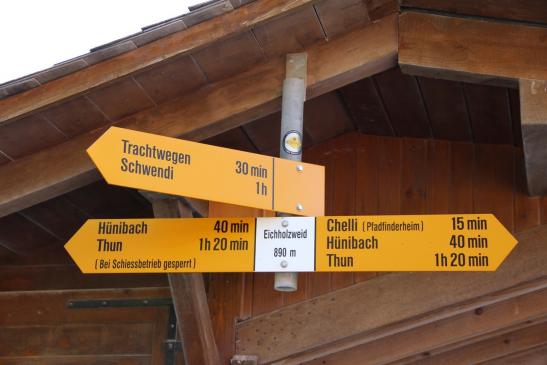 Trachtwegen 30 min
Schwendi 1 h
Hünibach 40 min
Thun 1 h 20 min
( Bei Schiessbetrieb gesperrt )
Eichholzweid
890 m
Chelli ( Pfadfinderheim ) 15 min
Hünibach 40 min
Thun 1 h 20 min